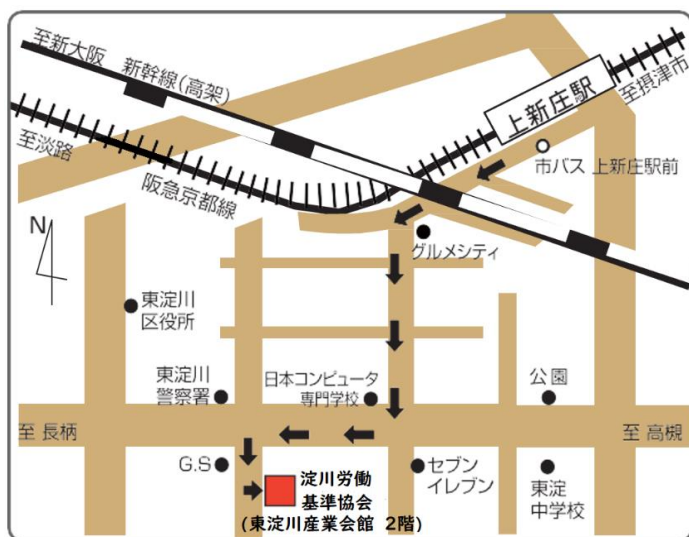 至新大阪
新幹線(高架)
上新庄駅
至摂津市
至淡路
阪急京都線
市バス 上新庄駅前
N
グルメシティ
東淀川
区役所
東淀川
警察署
日本コンピュータ
専門学校
公園
至 長柄
至 高槻
G.S
淀川労働
基準協会
(東淀川産業会館 2階)
セブン
イレブン
東淀
中学校